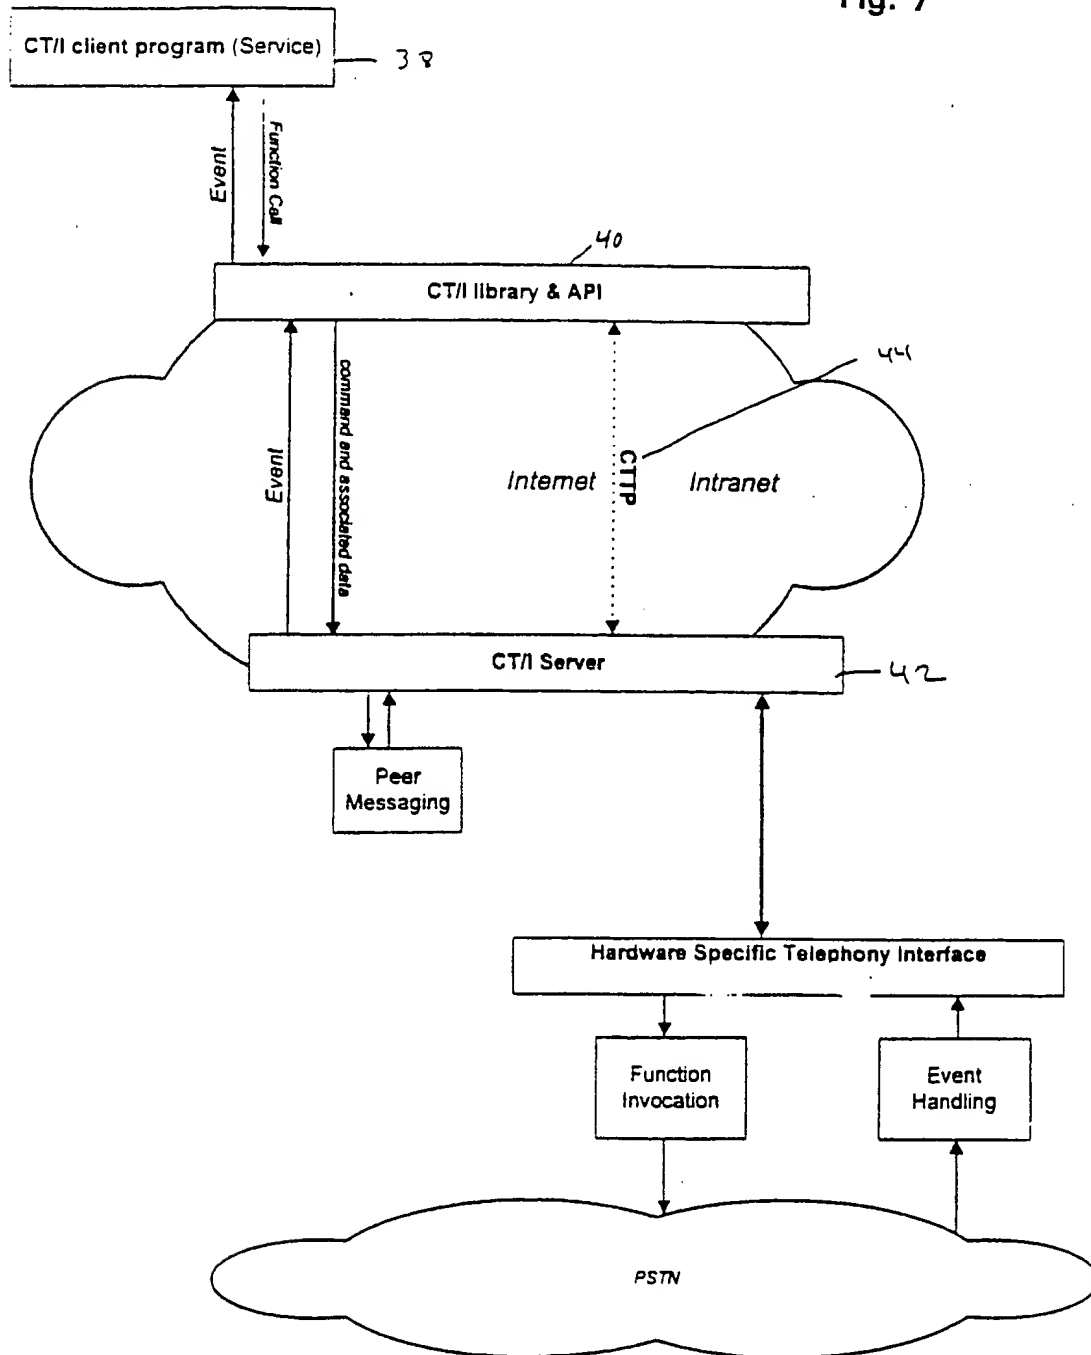 Fig. 7
CT/I client program (Service)
38
Event
Function Call
40
CT/I library & API
44
Event
command and associated data
Internet
CTTP
Intranet
CT/I Server
42
Peer
Messaging
Hardware Specific Telephony Interface
Function
Invocation
Event
Handling
PSTN